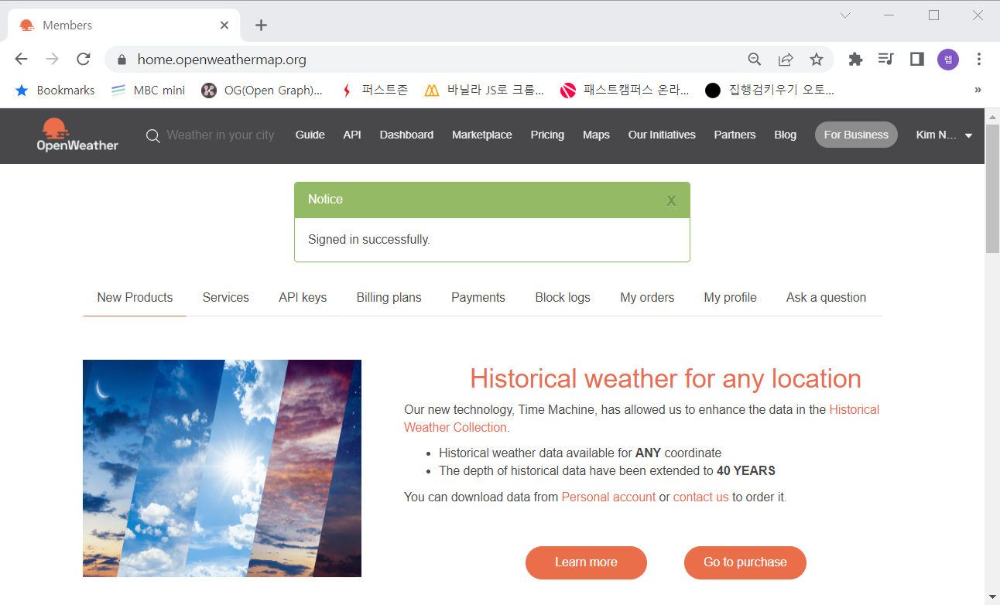 Members
home.openweathermap.org
렙
Bookmarks MBC mini OG(Open Graph)... 퍼스트존 바닐라 JS로 크롬... 패스트캠퍼스 온라... 집행검키우기 오토... »
OpenWeather Weather in your city Guide API Dashboard Marketplace Pricing Maps Our Initiatives Partners Blog For Business Kim N...
Notice x
Signed in successfully.
New Products Services API keys Billing plans Payments Block logs My orders My profile Ask a question
Historical weather for any location
Our new technology, Time Machine, has allowed us to enhance the data in the Historical
Weather Collection.
• Historical weather data available for ANY coordinate
• The depth of historical data have been extended to 40 YEARS
You can download data from Personal account or contact us to order it.
Learn more Go to purchase